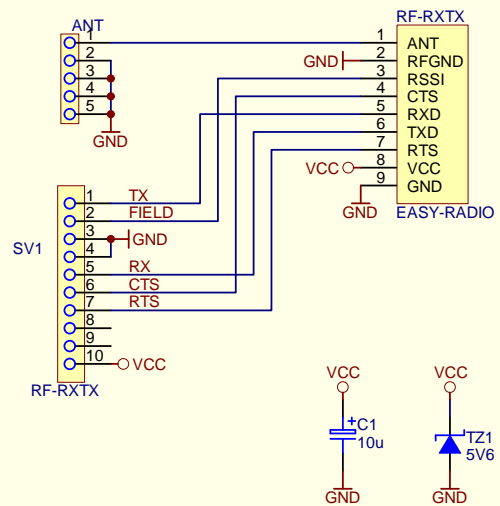 ANT
1
2
3
4
5
GND
RF-RXTX
1 ANT
GND 2 RFGND
3 RSSI
4 CTS
5 RXD
6 TXD
7 RTS
VCC 8 VCC
9 GND
GND
EASY-RADIO
SV1
1 TX
2 FIELD
3 GND
4
5 RX
6 CTS
7 RTS
8
9
10 VCC
RF-RXTX
VCC
+
C1
10u
GND
VCC
TZ1
5V6
GND